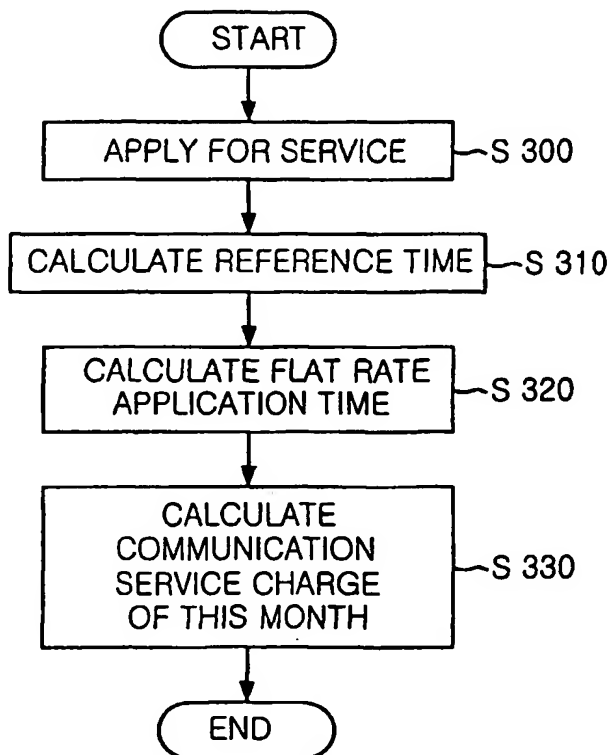 START
APPLY FOR SERVICE
S 300
CALCULATE REFERENCE TIME
S 310
CALCULATE FLAT RATE
APPLICATION TIME
S 320
CALCULATE
COMMUNICATION
SERVICE CHARGE
OF THIS MONTH
S 330
END